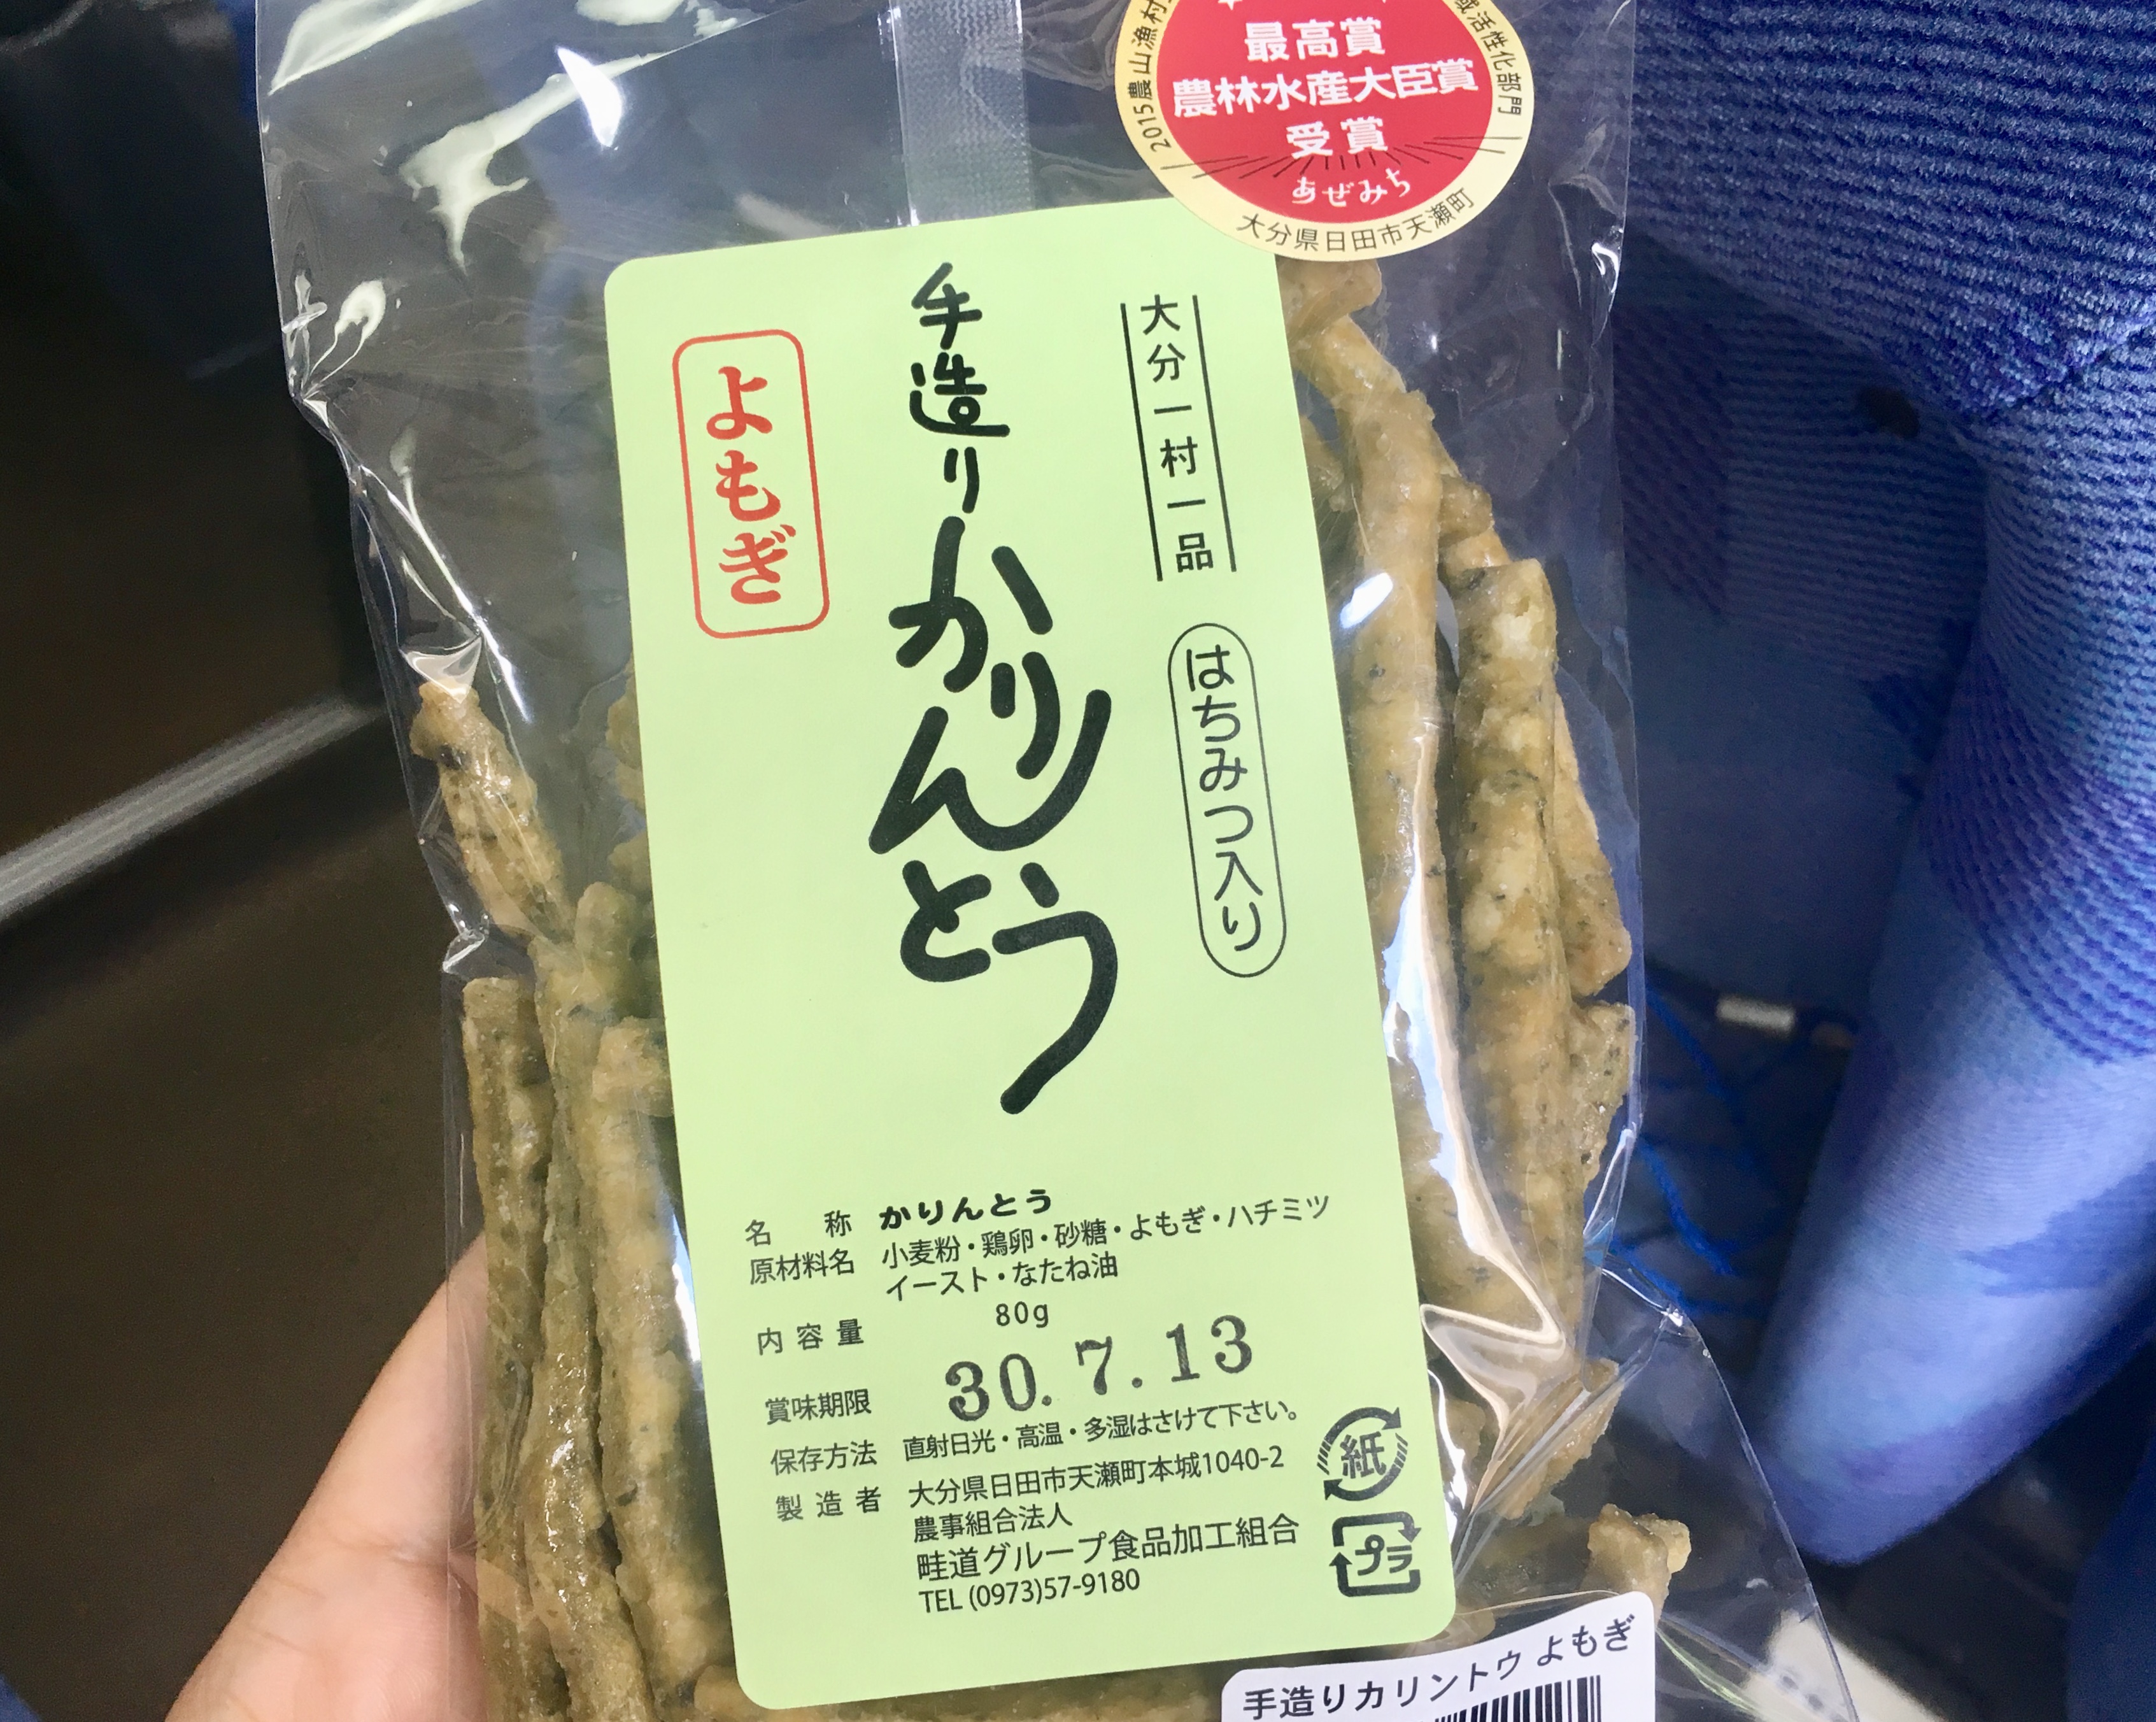 最高賞
農林水産大臣賞
受賞
あぜみち
2015農山漁村
性化部門
大分県日田市天瀬町
大分一村一品
はちみつ入り
手造りかりんとう
よもぎ
名称 かりんとう
原材料名 小麦粉・鶏卵・砂糖・よもぎ・ハチミツ
イースト・なたね油
内容量 80g
賞味期限 30.7.13
保存方法 直射日光・高温・多湿はさけて下さい。
製造者 大分県日田市天瀬町本城1040-2
農事組合法人
畦道グループ食品加工組合
TEL (0973)57-9180
紙
プラ
手造りカリントウ よもぎ